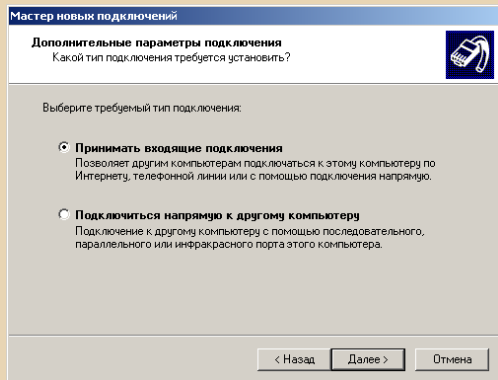 Мастер новых подключений
Дополнительные параметры подключения
Какой тип подключения требуется установить?
Выберите требуемый тип подключения:
Принимать входящие подключения
Позволяет другим компьютерам подключаться к этому компьютеру по
Интернету, телефонной линии или с помощью подключения напрямую.
Подключиться напрямую к другому компьютеру
Подключение к другому компьютеру с помощью последовательного,
параллельного или инфракрасного порта этого компьютера.
< Назад Далее > Отмена